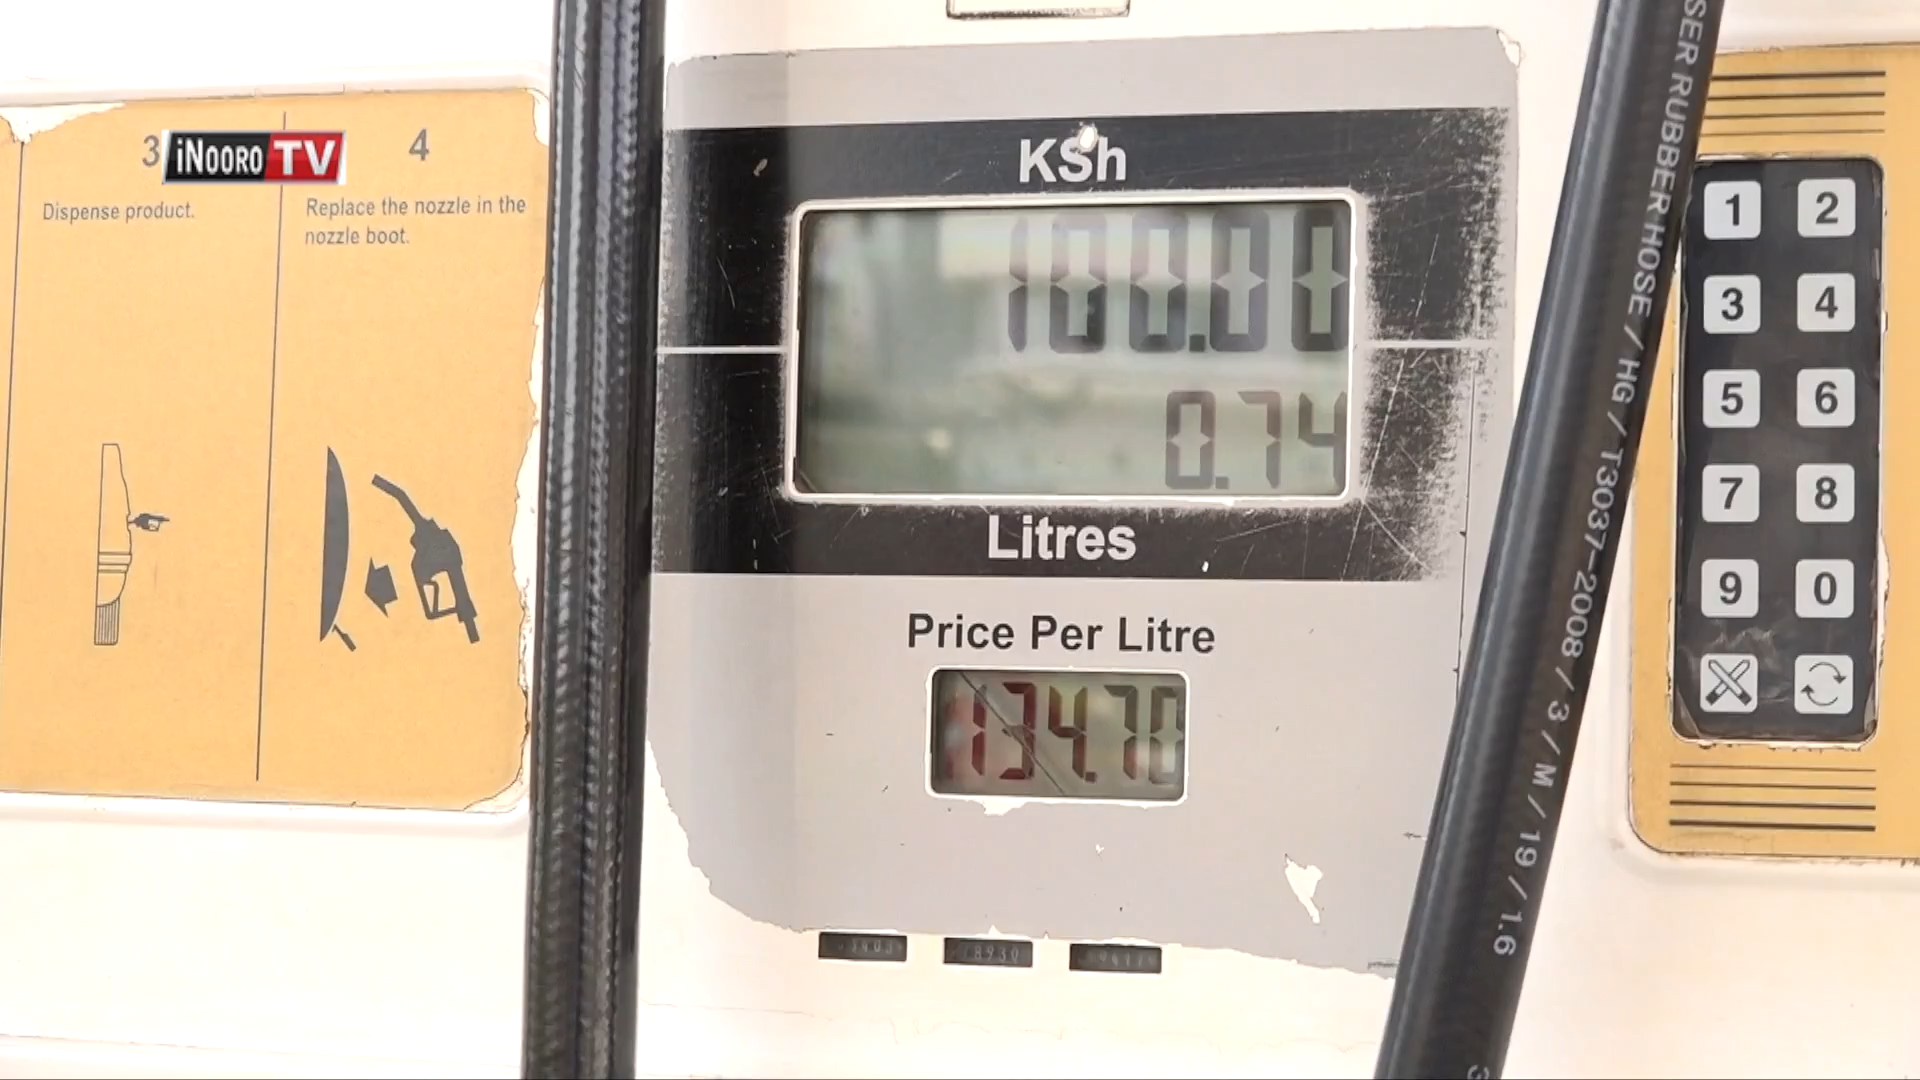 3
iNOORO TV
4
Dispense product.
Replace the nozzle in the
nozzle boot.
KSh
100.00
0.74
Litres
Price Per Litre
134.70
SER RUBBER HOSE / HG / T3037-2008 / 3 / M / 19 / 1.6
1 2
3 4
5 6
7 8
9 0